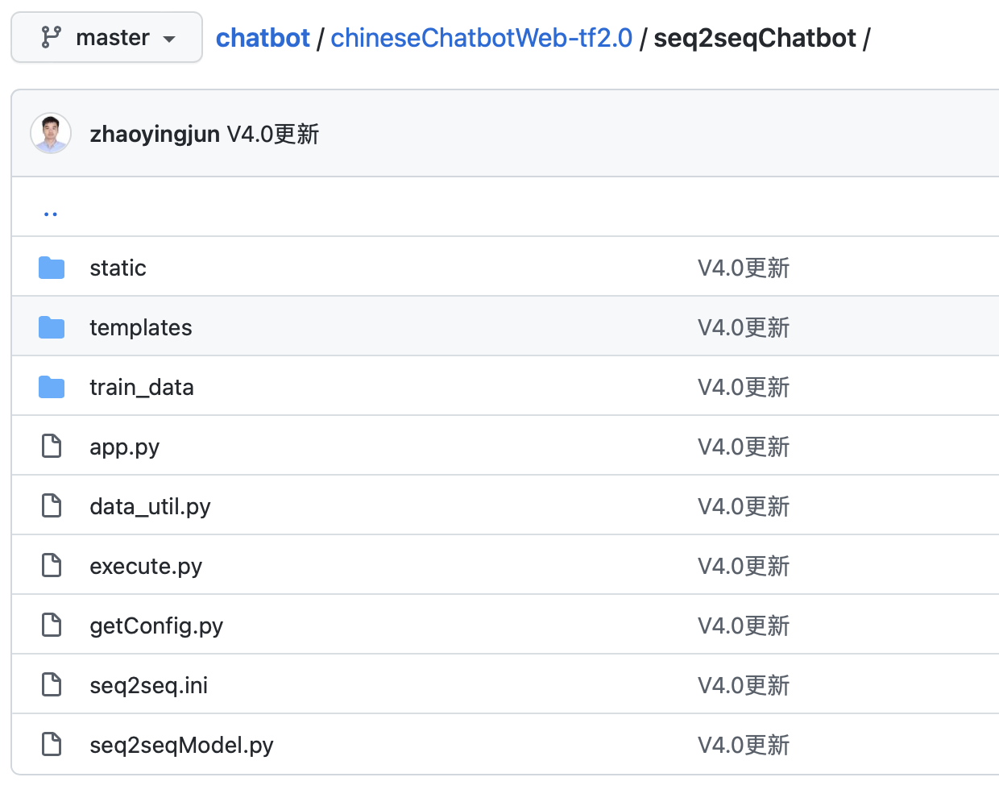 master chatbot / chineseChatbotWeb-tf2.0 / seq2seqChatbot /
zhaoyingjun V4.0更新
..
static V4.0更新
templates V4.0更新
train_data V4.0更新
app.py V4.0更新
data_util.py V4.0更新
execute.py V4.0更新
getConfig.py V4.0更新
seq2seq.ini V4.0更新
seq2seqModel.py V4.0更新